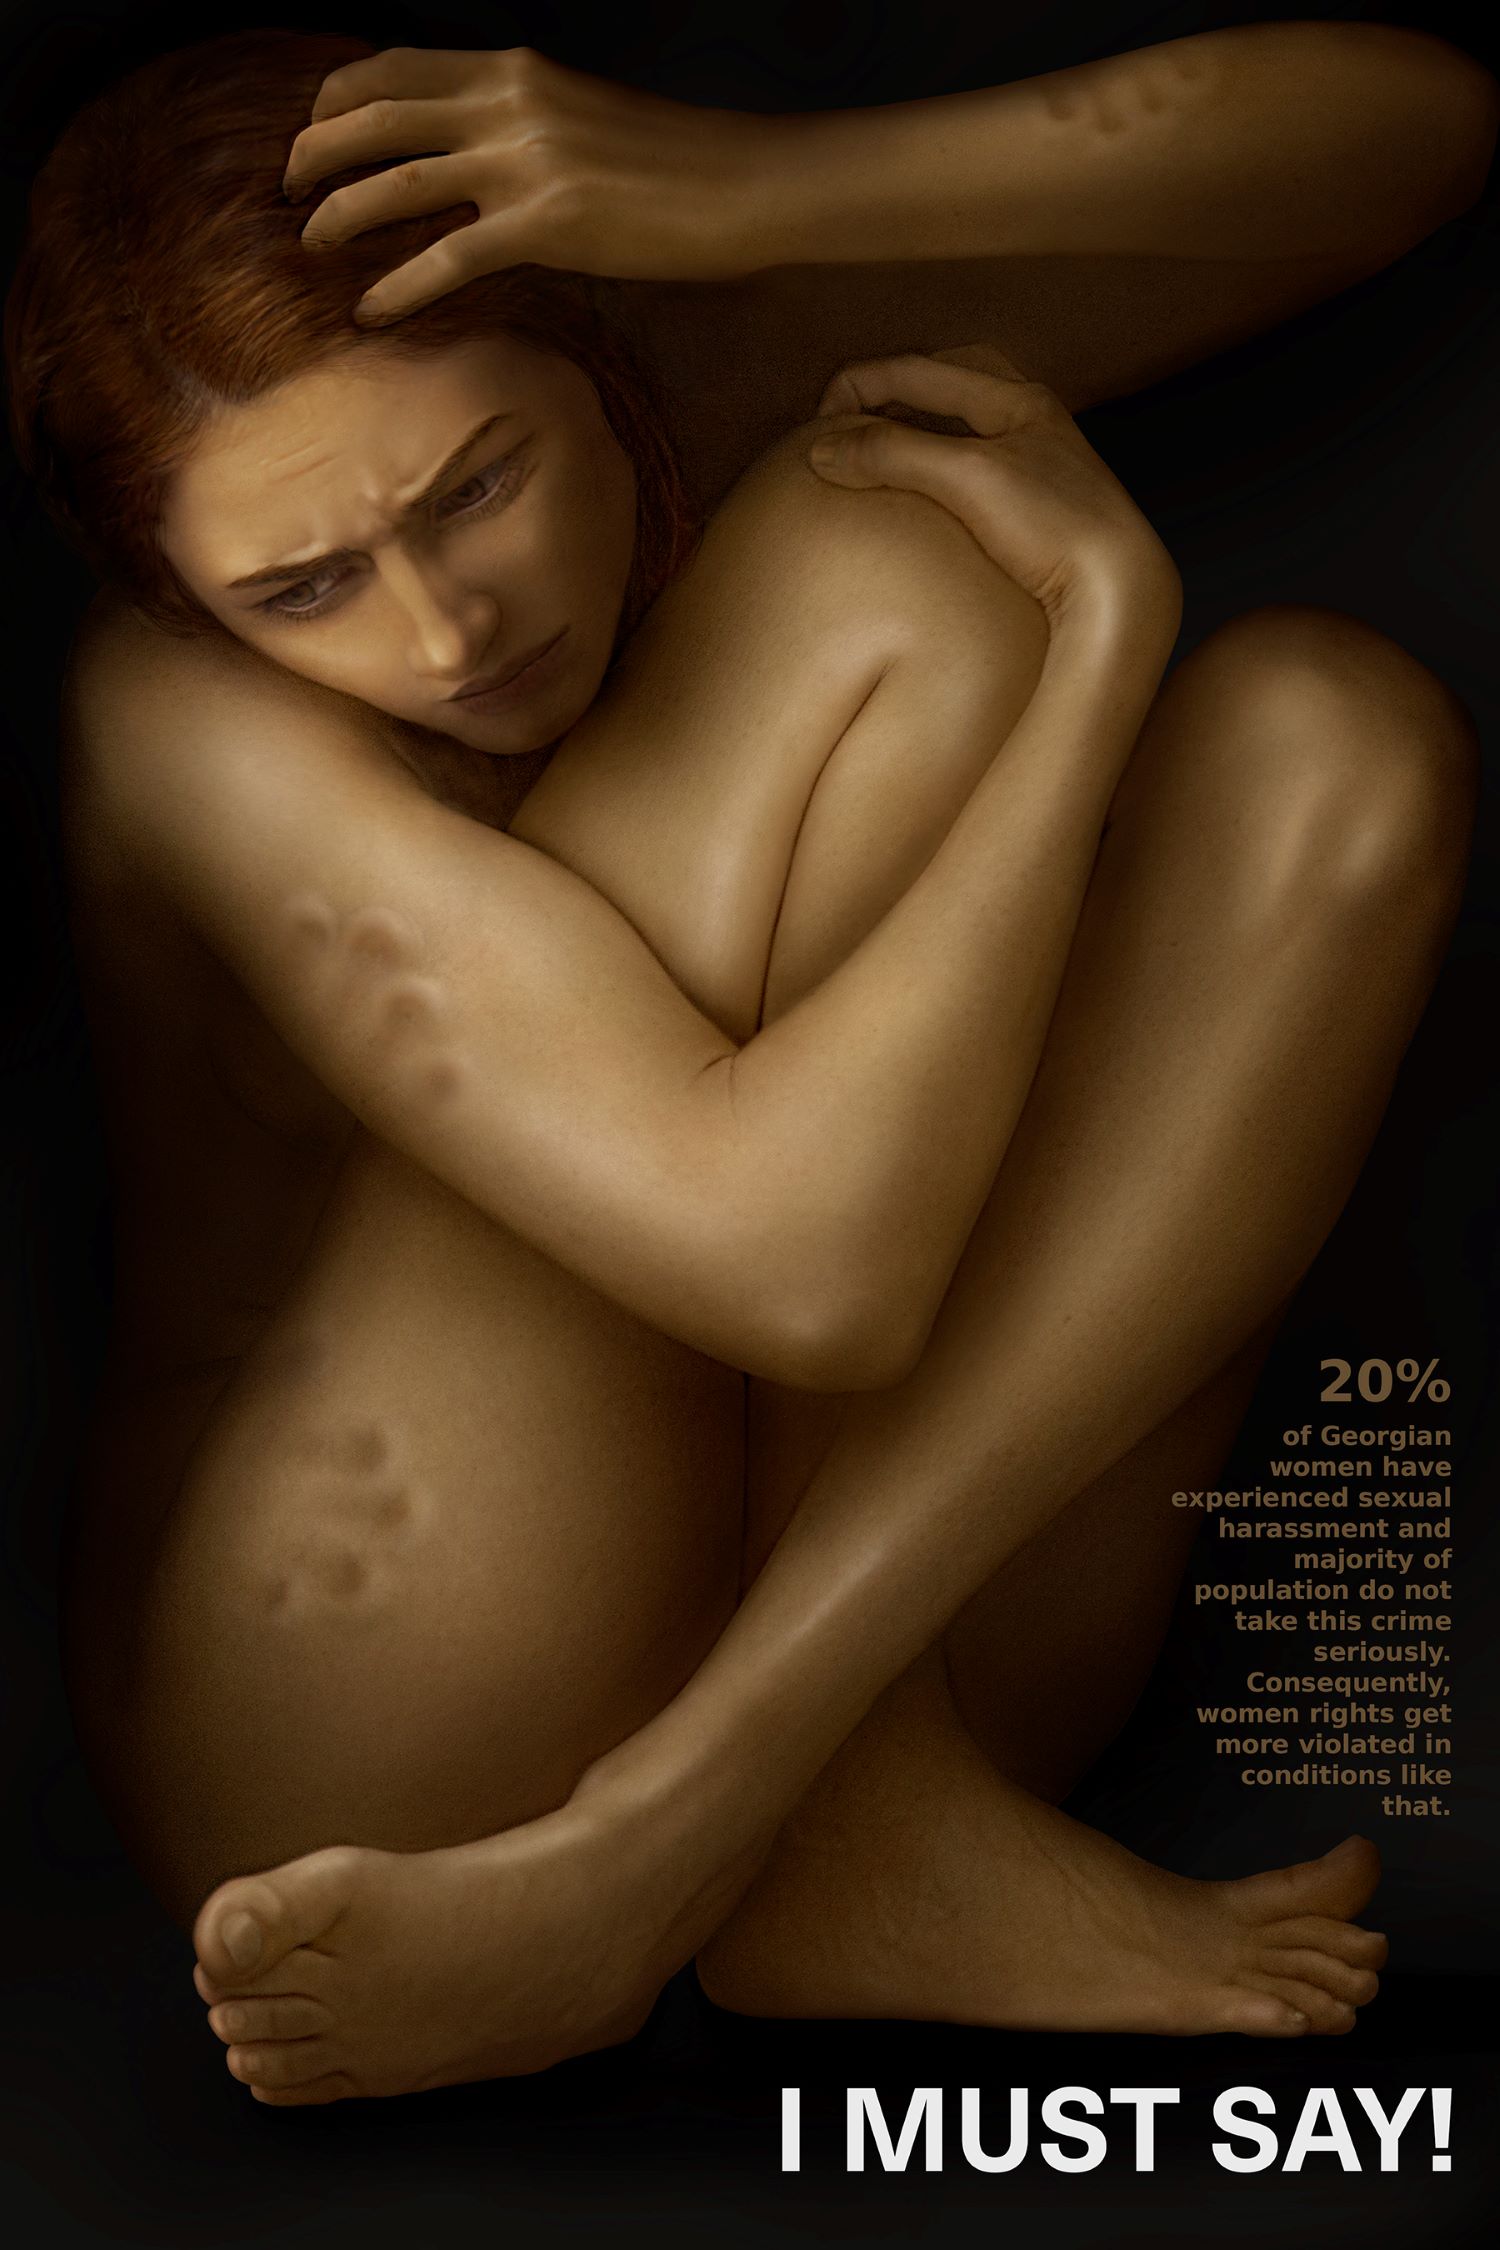 20%
of Georgian
women have
experienced sexual
harassment and
majority of
population do not
take this crime
seriously.
Consequently,
women rights get
more violated in
conditions like
that.
I MUST SAY!